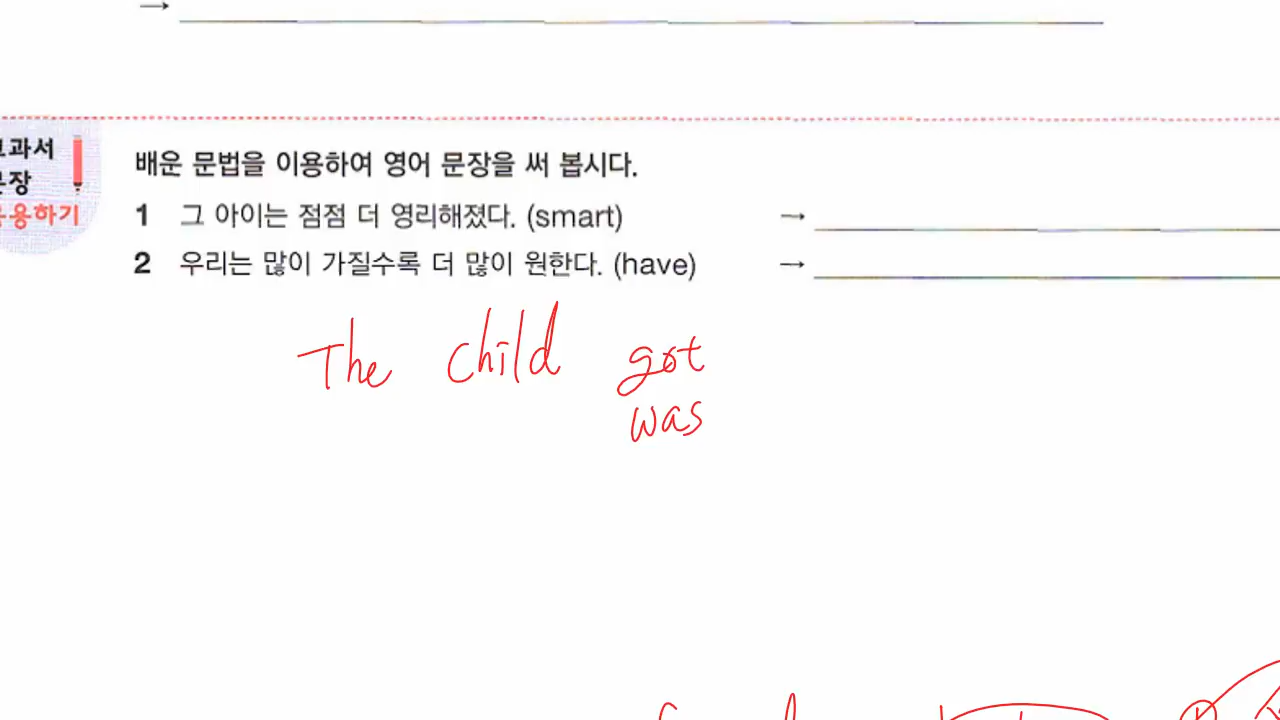 →
교과서
문장
응용하기
배운 문법을 이용하여 영어 문장을 써 봅시다.
1 그 아이는 점점 더 영리해졌다. (smart) →
2 우리는 많이 가질수록 더 많이 원한다. (have) →
The child got
was